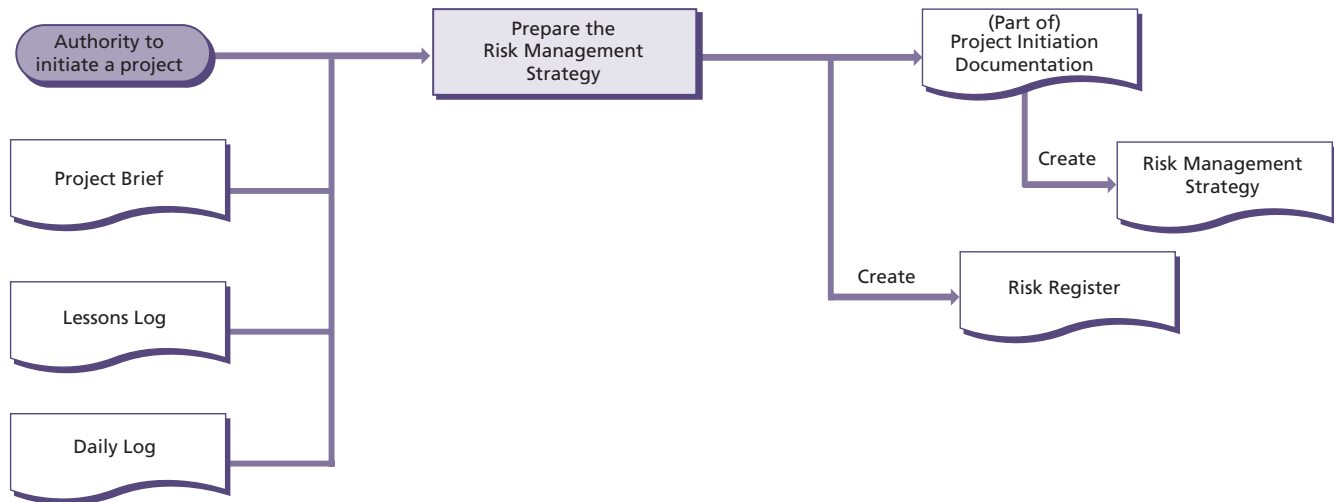 Authority to
initiate a project
Prepare the
Risk Management
Strategy
(Part of)
Project Initiation
Documentation
Project Brief
Create
Risk Management
Strategy
Lessons Log
Create
Risk Register
Daily Log